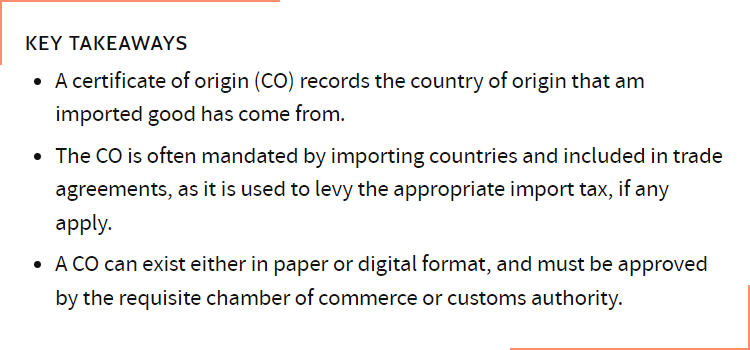 KEY TAKEAWAYS
• A certificate of origin (CO) records the country of origin that am
imported good has come from.
• The CO is often mandated by importing countries and included in trade
agreements, as it is used to levy the appropriate import tax, if any
apply.
• A CO can exist either in paper or digital format, and must be approved
by the requisite chamber of commerce or customs authority.